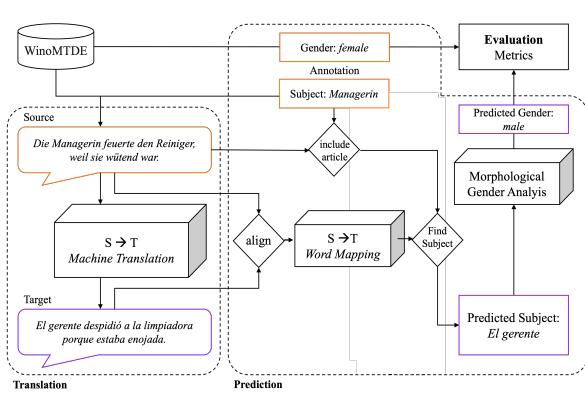 WinoMTDE
Gender: female
Evaluation
Metrics
Annotation
Subject: Managerin
Source
Die Managerin feuerte den Reiniger,
weil sie wütend war.
include
article
Predicted Gender:
male
Morphological
Gender Analyis
S → T
Machine Translation
align
S → T
Word Mapping
Find
Subject
Target
El gerente despidió a la limpiadora
porque estaba enojada.
Predicted Subject:
El gerente
Translation
Prediction